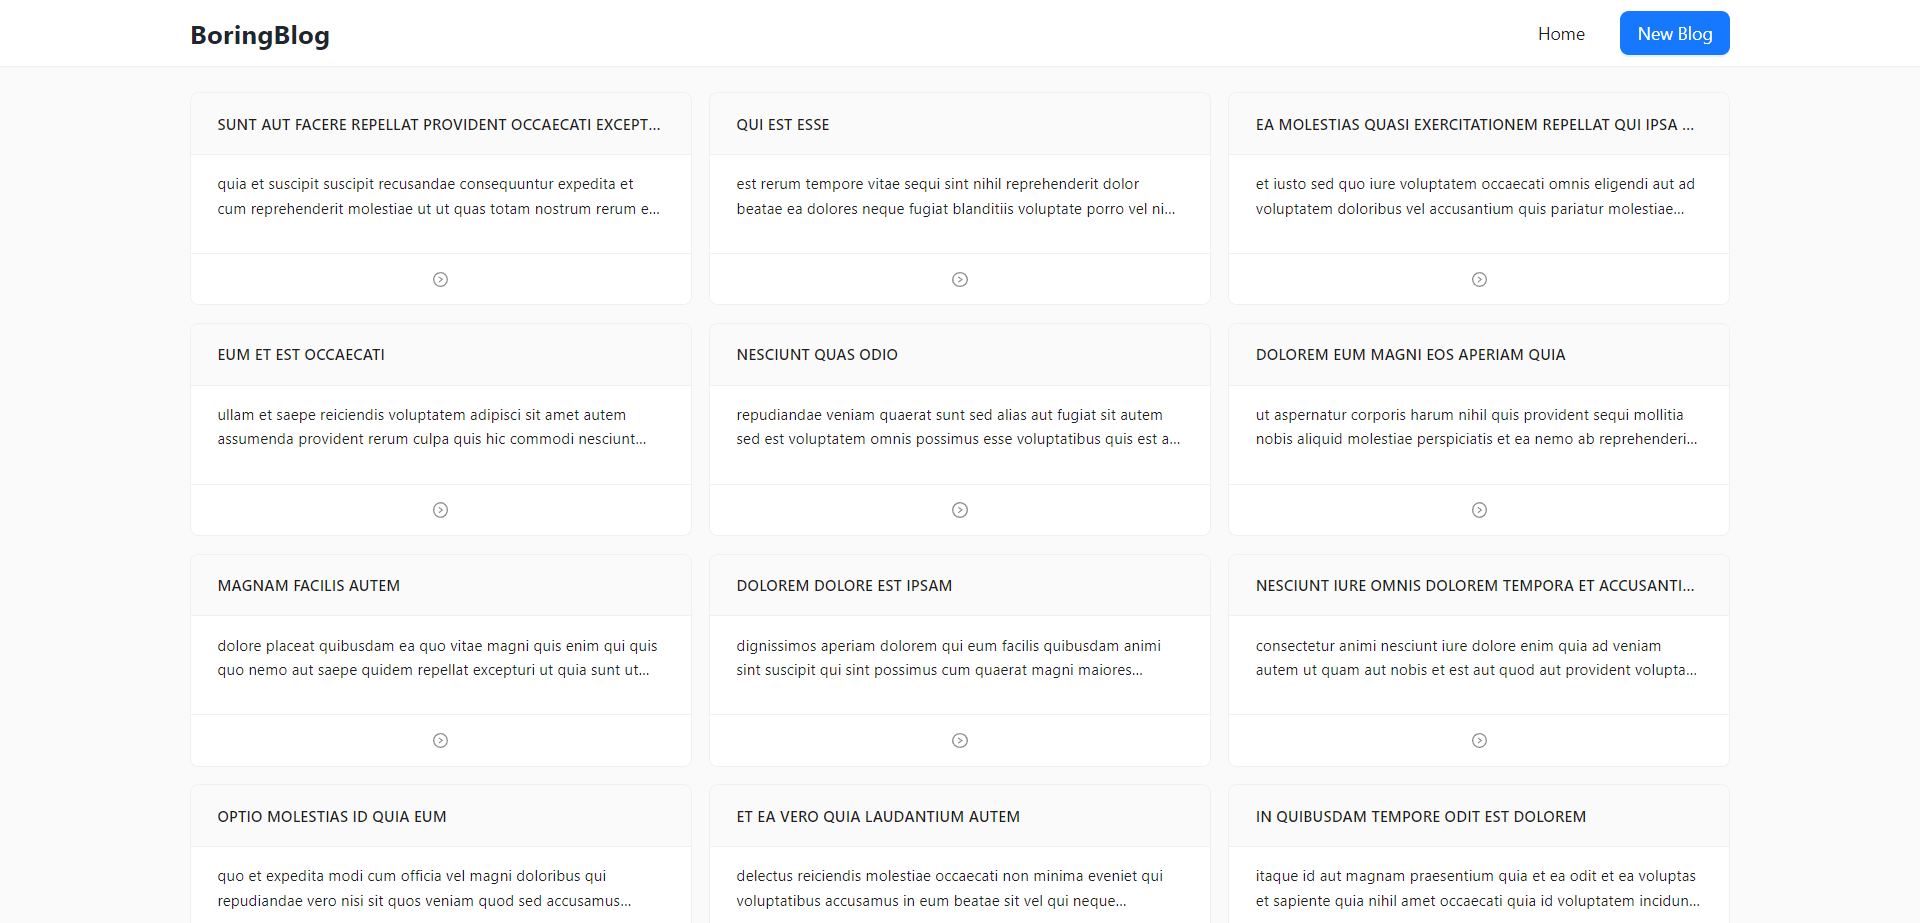 BoringBlog
Home
New Blog
SUNT AUT FACERE REPELLAT PROVIDENT OCCAECATI EXCEPT...
quia et suscipit suscipit recusandae consequuntur expedita et
cum reprehenderit molestiae ut ut quas totam nostrum rerum e...
QUI EST ESSE
est rerum tempore vitae sequi sint nihil reprehenderit dolor
beatae ea dolores neque fugiat blanditiis voluptate porro vel ni...
EA MOLESTIAS QUASI EXERCITATIONEM REPELLAT QUI IPSA ...
et iusto sed quo iure voluptatem occaecati omnis eligendi aut ad
voluptatem doloribus vel accusantium quis pariatur molestiae...
EUM ET EST OCCAECATI
ullam et saepe reiciendis voluptatem adipisci sit amet autem
assumenda provident rerum culpa quis hic commodi nesciunt...
NESCIUNT QUAS ODIO
repudiandae veniam quaerat sunt sed alias aut fugiat sit autem
sed est voluptatem omnis possimus esse voluptatibus quis est a...
DOLOREM EUM MAGNI EOS APERIAM QUIA
ut aspernatur corporis harum nihil quis provident sequi mollitia
nobis aliquid molestiae perspiciatis et ea nemo ab reprehenderi...
MAGNAM FACILIS AUTEM
dolore placeat quibusdam ea quo vitae magni quis enim qui quis
quo nemo aut saepe quidem repellat excepturi ut quia sunt ut...
DOLOREM DOLORE EST IPSAM
dignissimos aperiam dolorem qui eum facilis quibusdam animi
sint suscipit qui sint possimus cum quaerat magni maiores...
NESCIUNT IURE OMNIS DOLOREM TEMPORA ET ACCUSANTI...
consectetur animi nesciunt iure dolore enim quia ad veniam
autem ut quam aut nobis et est aut quod aut provident volupta...
OPTIO MOLESTIAS ID QUIA EUM
quo et expedita modi cum officia vel magni doloribus qui
repudiandae vero nisi sit quos veniam quod sed accusamus...
ET EA VERO QUIA LAUDANTIUM AUTEM
delectus reiciendis molestiae occaecati non minima eveniet qui
voluptatibus accusamus in eum beatae sit vel qui neque...
IN QUIBUSDAM TEMPORE ODIT EST DOLOREM
itaque id aut magnam praesentium quia et ea odit et ea voluptas
et sapiente quia nihil amet occaecati quia id voluptatem incidun...